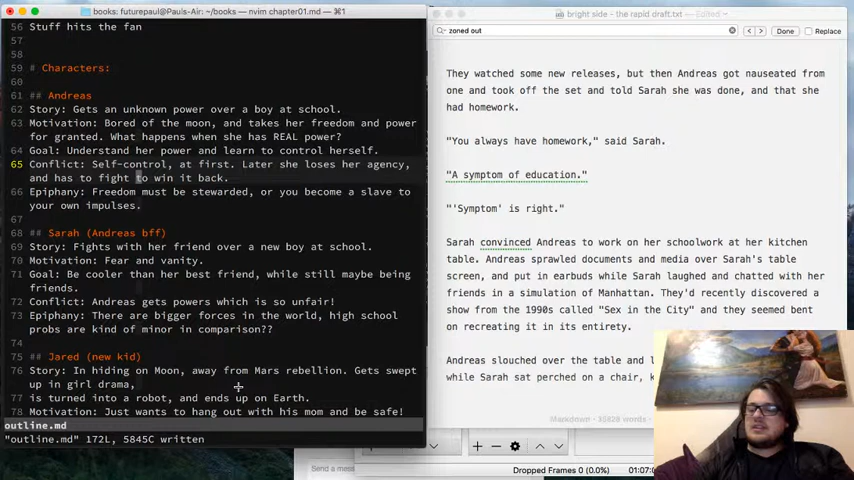 books: futurepaul@Pauls-Air: ~/books — nvim chapter01.md — ⌘1
56 Stuff hits the fan
57
58
59 # Characters:
60
61 ## Andreas
62 Story: Gets an unknown power over a boy at school.
63 Motivation: Bored of the moon, and takes her freedom and power
for granted. What happens when she has REAL power?
64 Goal: Understand her power and learn to control herself.
65 Conflict: Self-control, at first. Later she loses her agency,
and has to fight to win it back.
66 Epiphany: Freedom must be stewarded, or you become a slave to
your own impulses.
67
68 ## Sarah (Andreas bff)
69 Story: Fights with her friend over a new boy at school.
70 Motivation: Fear and vanity.
71 Goal: Be cooler than her best friend, while still maybe being
friends.
72 Conflict: Andreas gets powers which is so unfair!
73 Epiphany: There are bigger forces in the world, high school
probs are kind of minor in comparison??
74
75 ## Jared (new kid)
76 Story: In hiding on Moon, away from Mars rebellion. Gets swept
up in girl drama,
77 is turned into a robot, and ends up on Earth.
78 Motivation: Just wants to hang out with his mom and be safe!
outline.md
"outline.md" 172L, 5845C written
bright side - the rapid draft.txt — Edited
zoned out
Done
Replace
They watched some new releases, but then Andreas got nauseated from
one and took off the set and told Sarah she was done, and that she
had homework.
"You always have homework," said Sarah.
"A symptom of education."
"'Symptom' is right."
Sarah convinced Andreas to work on her schoolwork at her kitchen
table. Andreas sprawled documents and media over Sarah's table
screen, and put in earbuds while Sarah laughed and chatted with her
friends in a simulation of Manhattan. They'd recently discovered a
show from the 1990s called "Sex in the City" and they seemed bent
on recreating it in its entirety.
Andreas slouched over the table and
while Sarah sat perched on a chair,
Markdown
words
Send a
Dropped Frames 0 (0.0%)